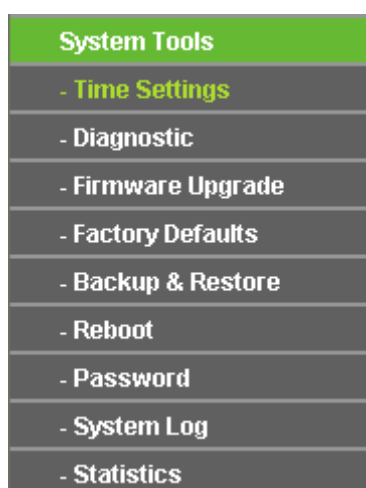 System Tools
- Time Settings
- Diagnostic
- Firmware Upgrade
- Factory Defaults
- Backup & Restore
- Reboot
- Password
- System Log
- Statistics